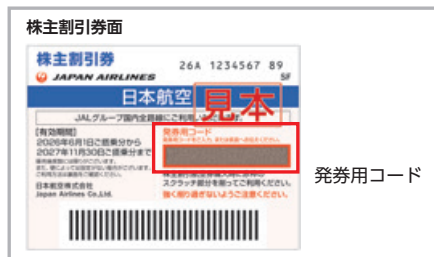 株主割引券面
株主割引券
26A 1234567 89
JAPAN AIRLINES
5F
日本航空
見本
JALグループ国内全路線にご利用いただけます。
【有効期間】
2026年6月1日ご搭乗分から
2027年11月30日ご搭乗分まで
発券用コード
日本航空株式会社
Japan Airlines Co.,Ltd.
スクラッチ部分を削ってご利用ください。
強く削り過ぎないようご注意ください。
発券用コード